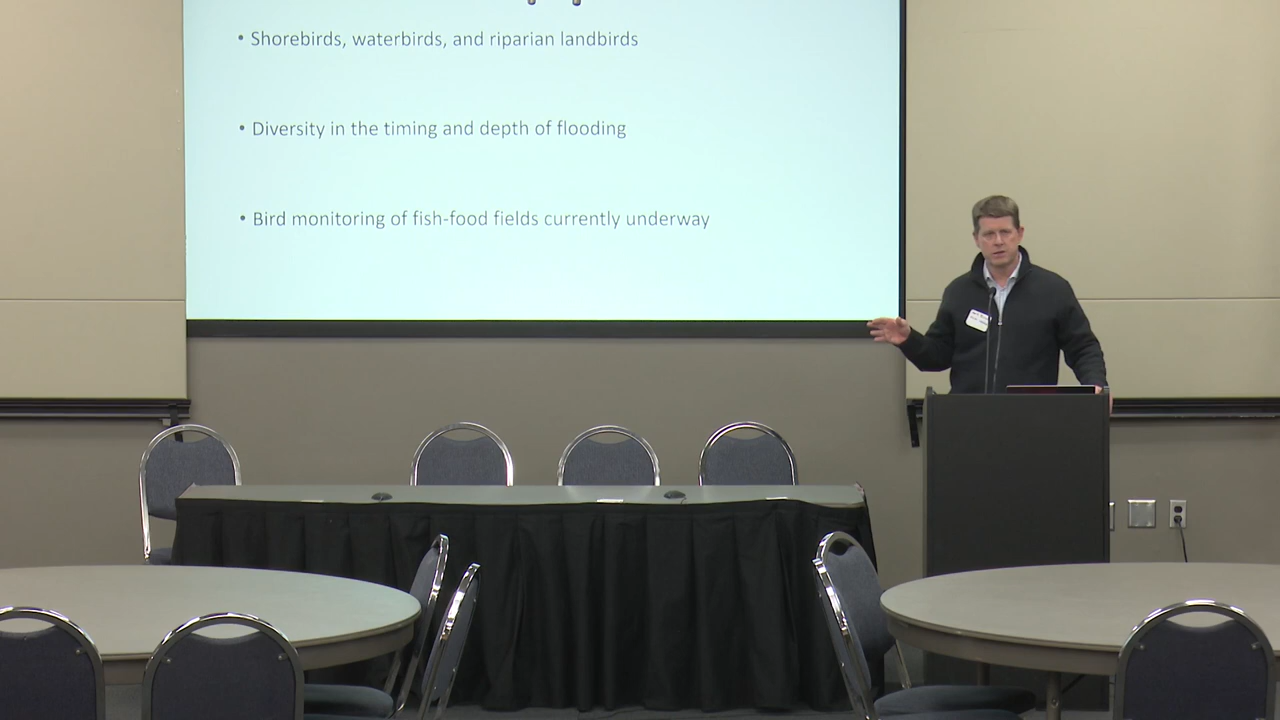 • Shorebirds, waterbirds, and riparian landbirds
• Diversity in the timing and depth of flooding
• Bird monitoring of fish-food fields currently underway